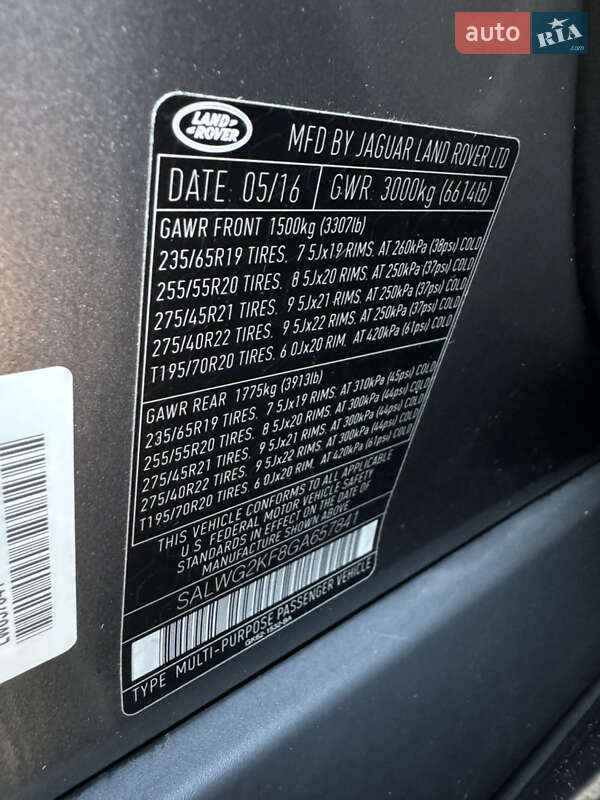 auto RIA .com
LAND ROVER
MFD BY JAGUAR LAND ROVER LTD
DATE: 05/16 GWR: 3000kg (6614lb)
GAWR FRONT 1500kg (3307lb)
235/65R19 TIRES. 7 5Jx19 RIMS. AT 260kPa (38psi) COLD
255/55R20 TIRES. 8 5Jx20 RIMS. AT 250kPa (37psi) COLD
275/45R21 TIRES. 9 5Jx21 RIMS. AT 250kPa (37psi) COLD
275/40R22 TIRES. 9 5Jx22 RIMS. AT 250kPa (37psi) COLD
T195/70R20 TIRES. 6 0Jx20 RIM. AT 420kPa (61psi) COLD
GAWR REAR 1775kg (3913lb)
235/65R19 TIRES. 7 5Jx19 RIMS. AT 310kPa (45psi) COLD
255/55R20 TIRES. 8 5Jx20 RIMS. AT 300kPa (44psi) COLD
275/45R21 TIRES. 9 5Jx21 RIMS. AT 300kPa (44psi) COLD
275/40R22 TIRES. 9 5Jx22 RIMS. AT 300kPa (44psi) COLD
T195/70R20 TIRES. 6 0Jx20 RIM. AT 420kPa (61psi) COLD
THIS VEHICLE CONFORMS TO ALL APPLICABLE
U.S. FEDERAL MOTOR VEHICLE SAFETY
STANDARDS IN EFFECT ON THE DATE OF
MANUFACTURE SHOWN ABOVE
SALWG2KF8GA657841
TYPE MULTI-PURPOSE PASSENGER VEHICLE